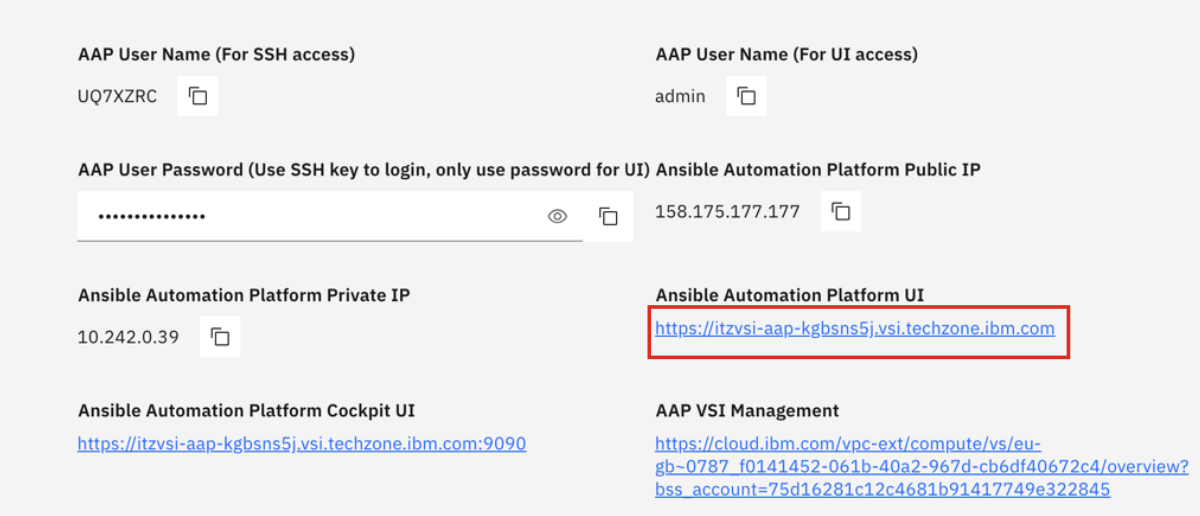 AAP User Name (For SSH access)
UQ7XZRC
AAP User Name (For UI access)
admin
AAP User Password (Use SSH key to login, only use password for UI)
•••••••••••••••
Ansible Automation Platform Public IP
158.175.177.177
Ansible Automation Platform Private IP
10.242.0.39
Ansible Automation Platform UI
https://itzvsi-aap-kgbsns5j.vsi.techzone.ibm.com
Ansible Automation Platform Cockpit UI
https://itzvsi-aap-kgbsns5j.vsi.techzone.ibm.com:9090
AAP VSI Management
https://cloud.ibm.com/vpc-ext/compute/vs/eu-
gb~0787_f0141452-061b-40a2-967d-cb6df40672c4/overview?
bss_account=75d16281c12c4681b91417749e322845